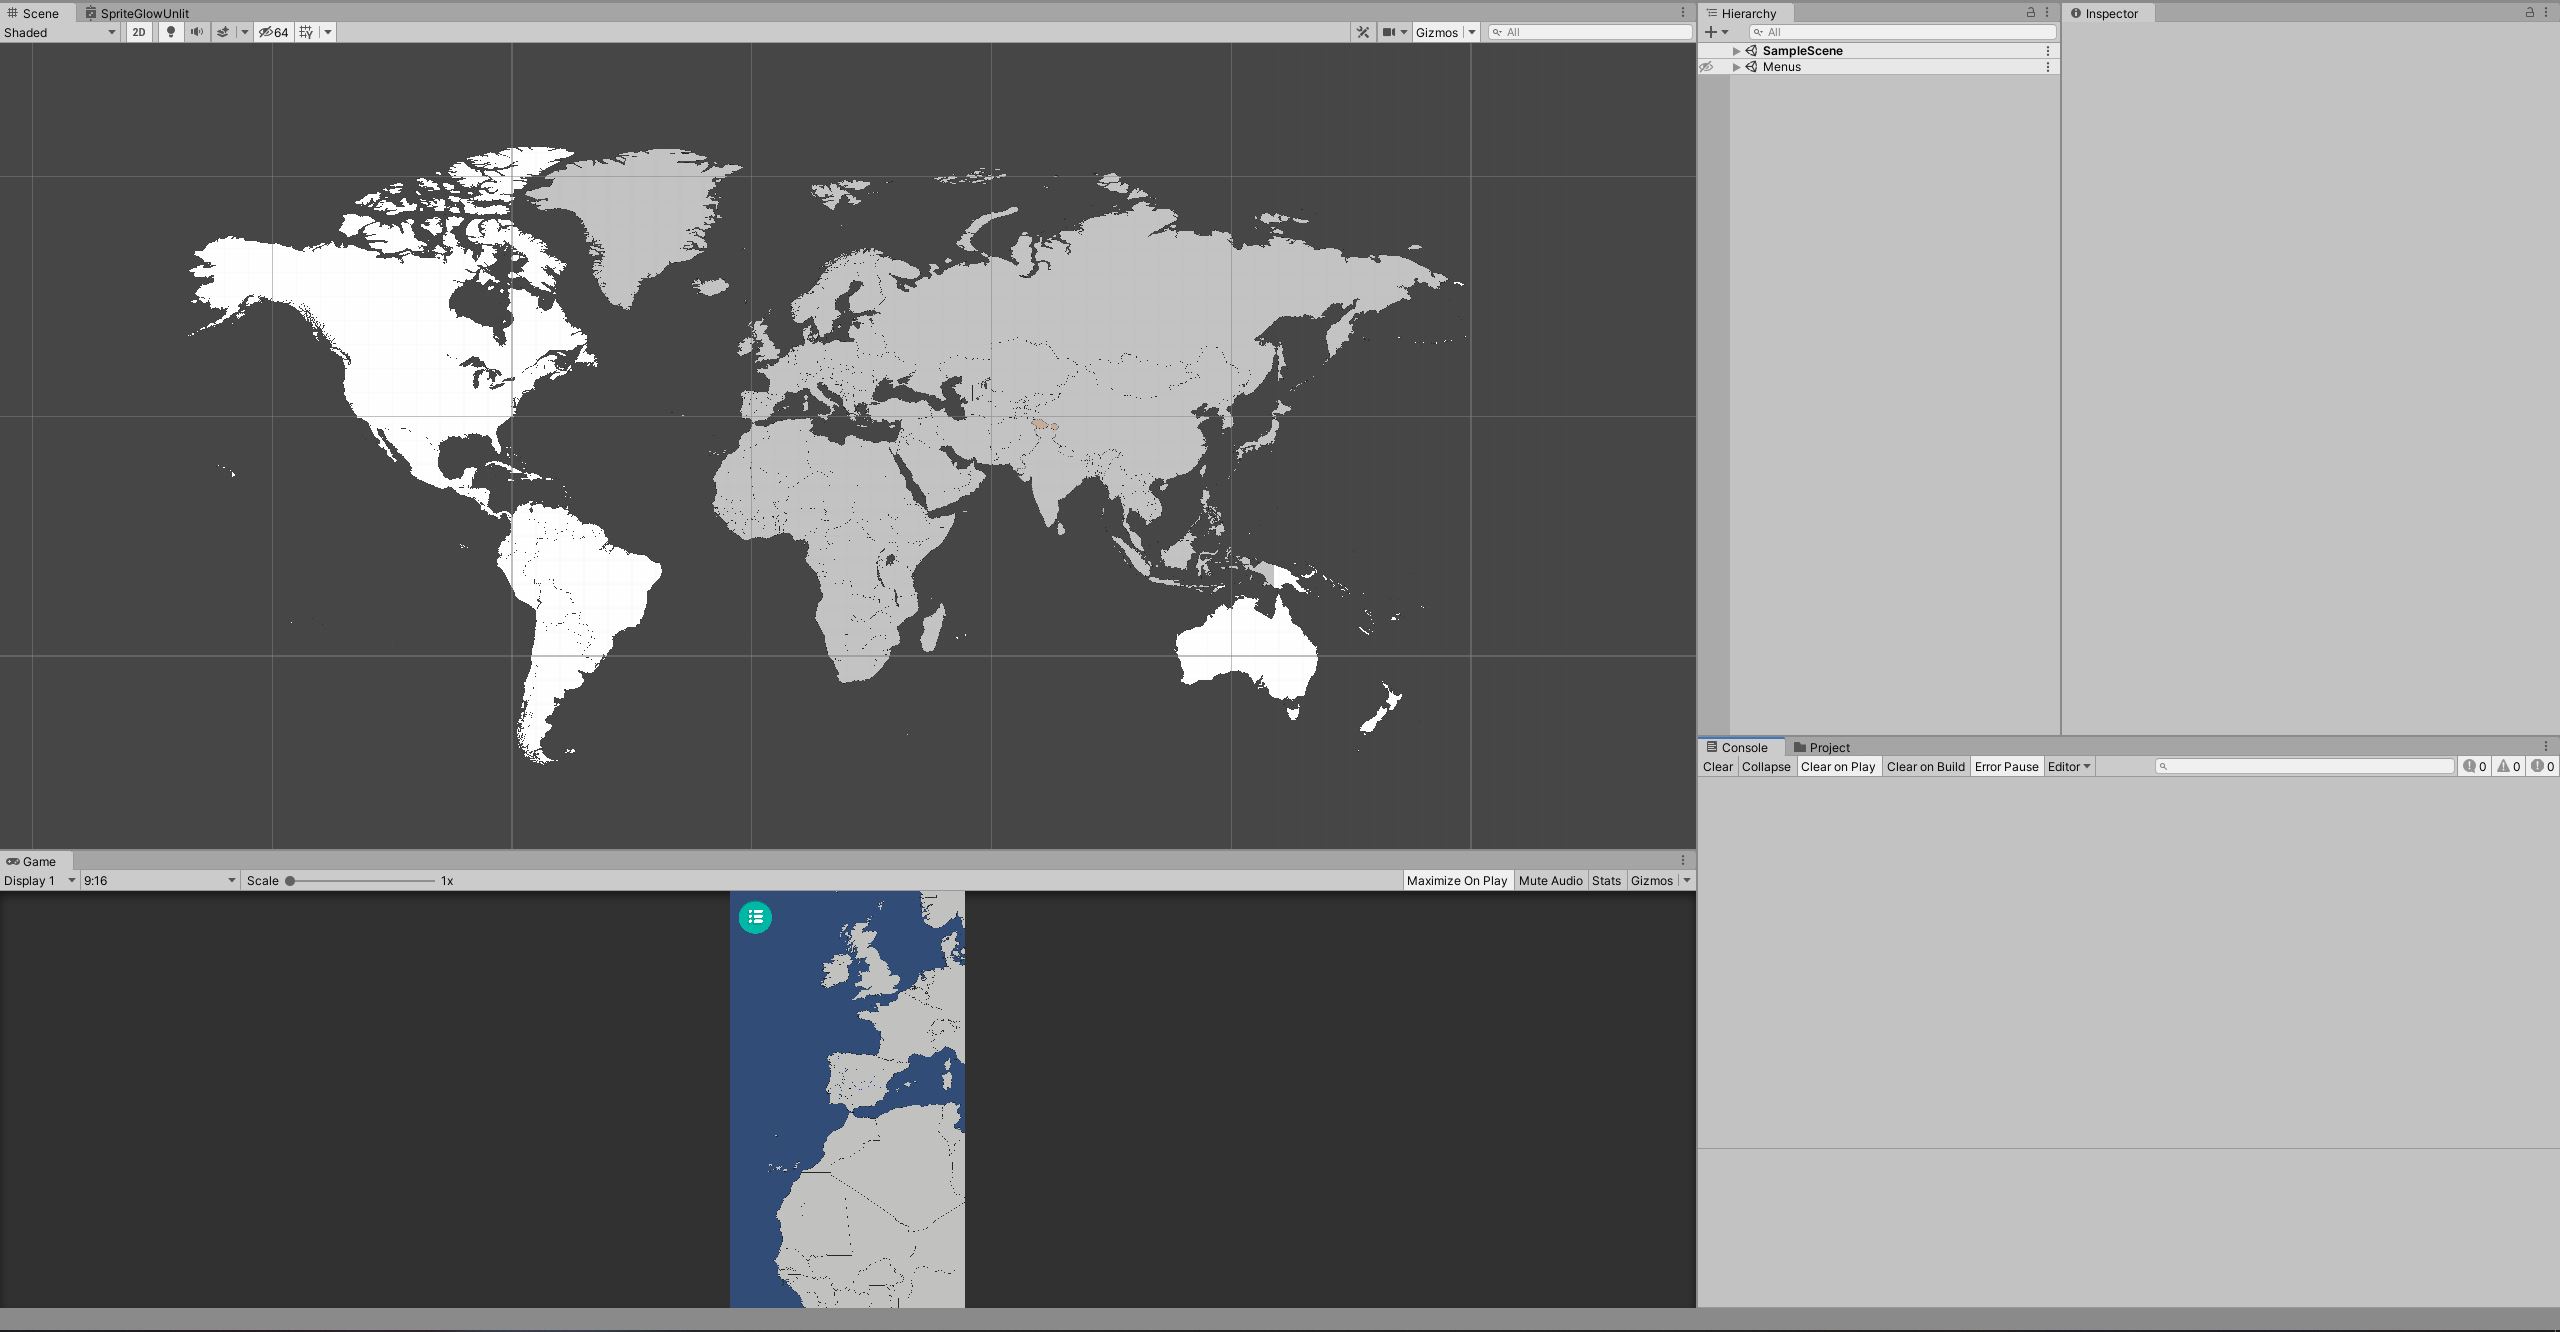 Scene SpriteGlowUnlit
Shaded 2D 64 Gizmos All
Hierarchy
All
SampleScene
Menus
Inspector
Console Project
Clear Collapse Clear on Play Clear on Build Error Pause Editor 0 0 0
Game
Display 1 9:16 Scale 1x Maximize On Play Mute Audio Stats Gizmos